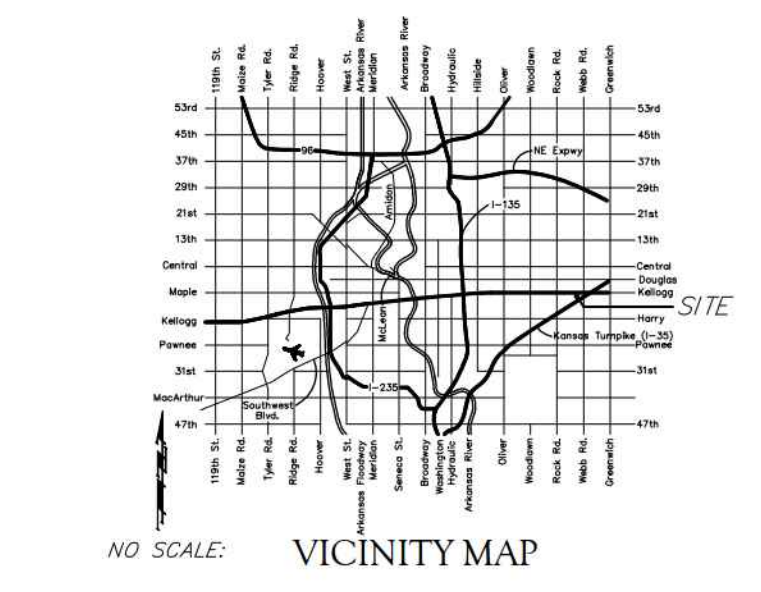 119th St.
Maize Rd.
Tyler Rd.
Ridge Rd.
Hoover
West St.
Arkansas River
Meridian
Arkansas River
Broadway
Hydraulic
Hillside
Oliver
Woodlawn
Rock Rd.
Webb Rd.
Greenwich
53rd
53rd
45th
45th
96
NE Expwy
37th
37th
29th
29th
Amidon
I-135
21st
21st
13th
13th
Central
Central
Douglas
Maple
Kellogg
SITE
McLean
Kellogg
Harry
Kansas Turnpike (I-35)
Pawnee
Pawnee
31st
31st
I-235
MacArthur
Southwest
Blvd.
47th
47th
119th St.
Maize Rd.
Tyler Rd.
Ridge Rd.
Hoover
West St.
Arkansas Floodway
Meridian
Seneca St.
Broadway
Washington
Hydraulic
Arkansas River
Oliver
Woodlawn
Rock Rd.
Webb Rd.
Greenwich
NO SCALE:
VICINITY MAP